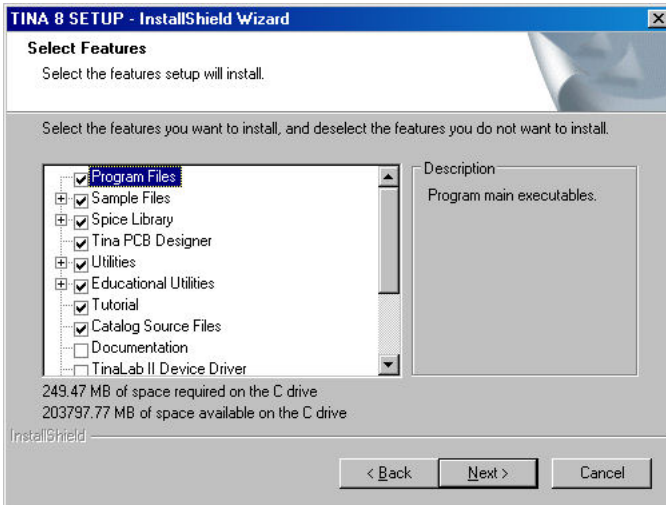 TINA 8 SETUP - InstallShield Wizard
Select Features
Select the features setup will install.
Select the features you want to install, and deselect the features you do not want to install.
Program Files
Sample Files
Spice Library
Tina PCB Designer
Utilities
Educational Utilities
Tutorial
Catalog Source Files
Documentation
TinaLab II Device Driver
Description
Program main executables.
249.47 MB of space required on the C drive
203797.77 MB of space available on the C drive
InstallShield
< Back
Next >
Cancel